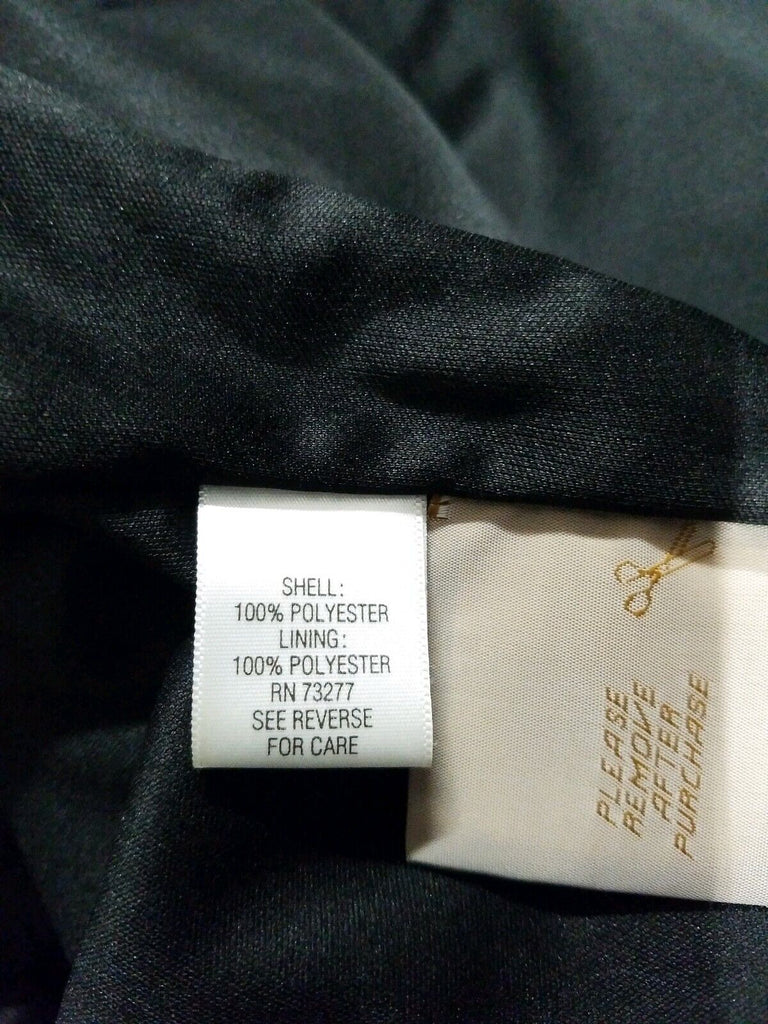 SHELL:
100% POLYESTER
LINING:
100% POLYESTER
RN 73277
SEE REVERSE
FOR CARE
PLEASE
REMOVE
AFTER
PURCHASE